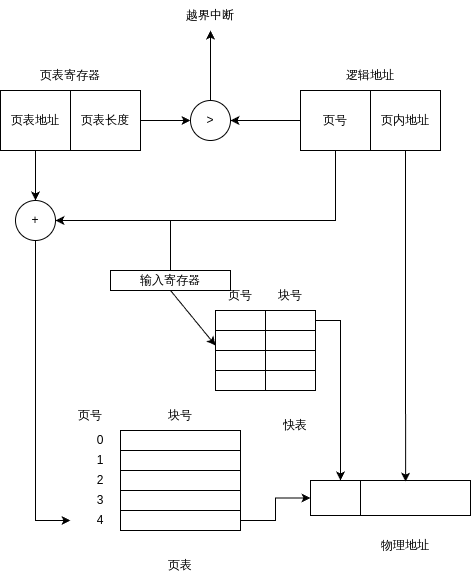 越界中断
页表寄存器
逻辑地址
页表地址
页表长度
>
页号
页内地址
+
输入寄存器
页号
块号
快表
页号
块号
0
1
2
3
4
物理地址
页表